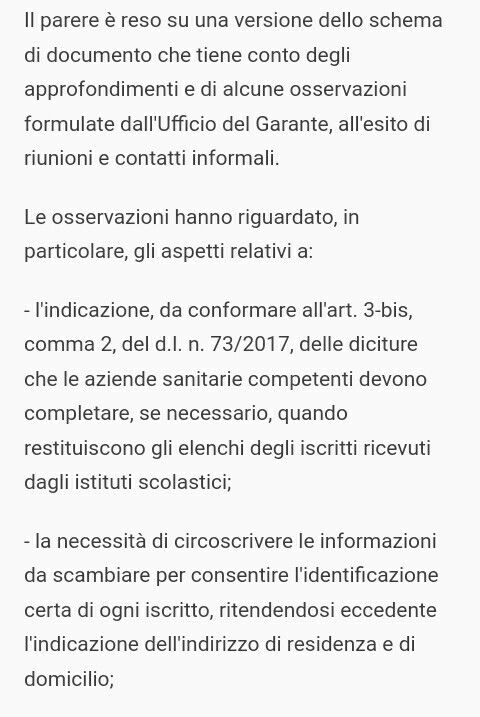 Il parere è reso su una versione dello schema
di documento che tiene conto degli
approfondimenti e di alcune osservazioni
formulate dall'Ufficio del Garante, all'esito di
riunioni e contatti informali.
Le osservazioni hanno riguardato, in
particolare, gli aspetti relativi a:
- l'indicazione, da conformare all'art. 3-bis,
comma 2, del d.l. n. 73/2017, delle diciture
che le aziende sanitarie competenti devono
completare, se necessario, quando
restituiscono gli elenchi degli iscritti ricevuti
dagli istituti scolastici;
- la necessità di circoscrivere le informazioni
da scambiare per consentire l'identificazione
certa di ogni iscritto, ritendendosi eccedente
l'indicazione dell'indirizzo di residenza e di
domicilio;